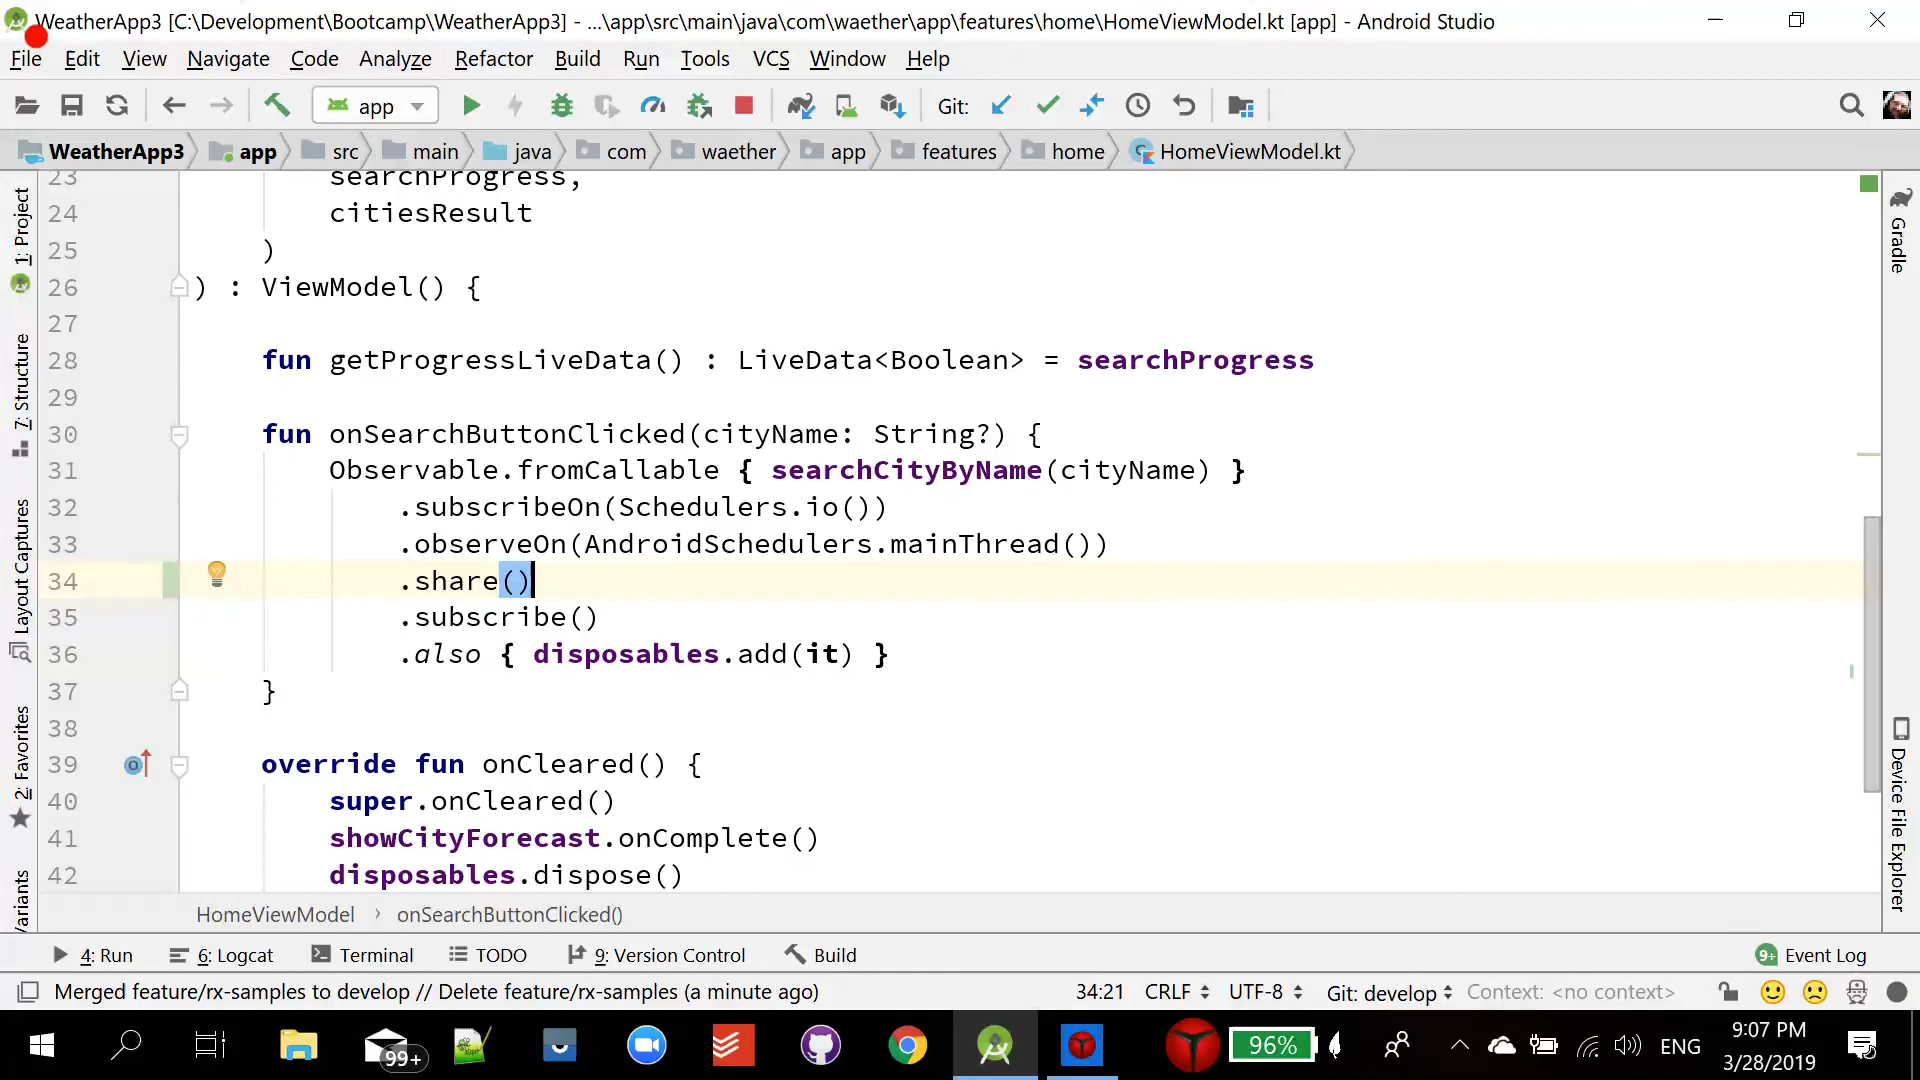 WeatherApp3 [C:\Development\Bootcamp\WeatherApp3] - ...\app\src\main\java\com\waether\app\features\home\HomeViewModel.kt [app] - Android Studio
File Edit View Navigate Code Analyze Refactor Build Run Tools VCS Window Help
app Git:
WeatherApp3 app src main java com waether app features home HomeViewModel.kt
1: Project
7: Structure
Layout Captures
2: Favorites
Gradle
Device File Explorer
23 searchProgress,
24 citiesResult
25 )
26 ) : ViewModel() {
27
28 fun getProgressLiveData() : LiveData<Boolean> = searchProgress
29
30 fun onSearchButtonClicked(cityName: String?) {
31 Observable.fromCallable { searchCityByName(cityName) }
32 .subscribeOn(Schedulers.io())
33 .observeOn(AndroidSchedulers.mainThread())
34 .share()
35 .subscribe()
36 .also { disposables.add(it) }
37 }
38
39 override fun onCleared() {
40 super.onCleared()
41 showCityForecast.onComplete()
42 disposables.dispose()
HomeViewModel › onSearchButtonClicked()
4: Run 6: Logcat Terminal TODO 9: Version Control Build 9+ Event Log
Merged feature/rx-samples to develop // Delete feature/rx-samples (a minute ago) 34:21 CRLF UTF-8 Git: develop Context: <no context>
99+ 96% ENG 9:07 PM
3/28/2019